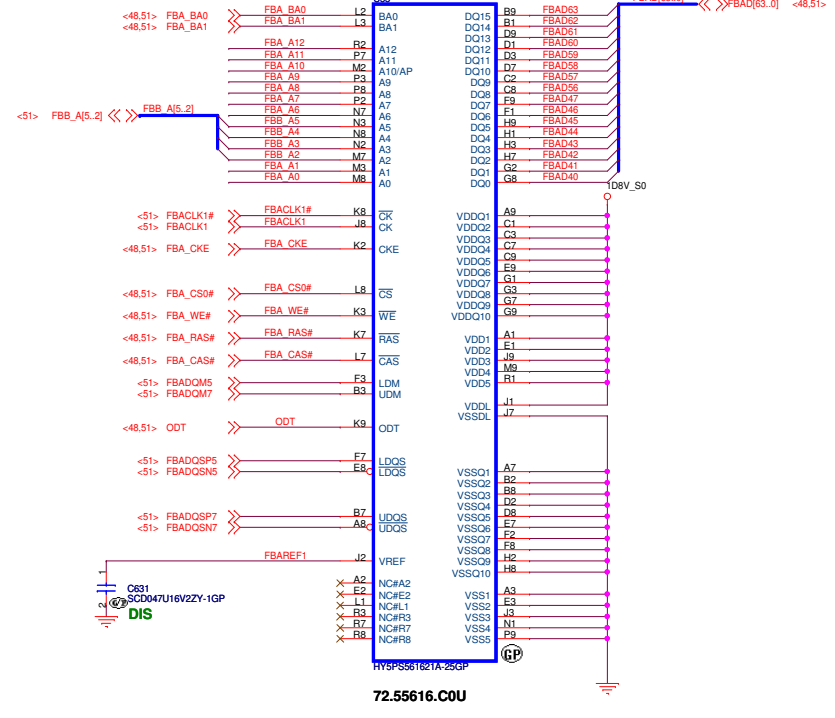 <48,51> FBA_BA0 FBA_BA0 L2 BA0 B9 DQ15 FBAD63 FBAD[63..0] <48,51>
<48,51> FBA_BA1 FBA_BA1 L3 BA1 B1 DQ14 FBAD62
D9 DQ13 FBAD61
FBA_A12 R2 A12 D1 DQ12 FBAD60
FBA_A11 P7 A11 D3 DQ11 FBAD59
FBA_A10 M2 A10/AP D7 DQ10 FBAD58
FBA_A9 P3 A9 C2 DQ9 FBAD57
FBA_A8 P8 A8 C8 DQ8 FBAD56
FBA_A7 P2 A7 F9 DQ7 FBAD47
FBA_A6 N7 A6 F1 DQ6 FBAD46
<51> FBB_A[5..2] FBB_A[5..2] FBB_A5 N3 A5 H9 DQ5 FBAD45
FBB_A4 N8 A4 H1 DQ4 FBAD44
FBB_A3 N2 A3 H3 DQ3 FBAD43
FBB_A2 M7 A2 H7 DQ2 FBAD42
FBA_A1 M3 A1 G2 DQ1 FBAD41
FBA_A0 M8 A0 G8 DQ0 FBAD40
1D8V_S0
<51> FBACLK1# FBACLK1# K8 CK VDDQ1 A9
<51> FBACLK1 FBACLK1 J8 CK VDDQ2 C1
VDDQ3 C3
<48,51> FBA_CKE FBA_CKE K2 CKE VDDQ4 C7
VDDQ5 C9
VDDQ6 E9
VDDQ7 G1
<48,51> FBA_CS0# FBA_CS0# L8 CS VDDQ8 G3
VDDQ9 G7
<48,51> FBA_WE# FBA_WE# K3 WE VDDQ10 G9
<48,51> FBA_RAS# FBA_RAS# K7 RAS VDD1 A1
VDD2 E1
<48,51> FBA_CAS# FBA_CAS# L7 CAS VDD3 J9
VDD4 M9
<51> FBADQM5 F3 LDM VDD5 R1
<51> FBADQM7 B3 UDM
VDDL J1
VSSDL J7
<48,51> ODT ODT K9 ODT
<51> FBADQSP5 F7 LDQS
<51> FBADQSN5 E8 LDQS VSSQ1 A7
VSSQ2 B2
VSSQ3 B8
VSSQ4 D2
<51> FBADQSP7 B7 UDQS VSSQ5 D8
<51> FBADQSN7 A8 UDQS VSSQ6 E7
VSSQ7 F2
VSSQ8 F8
FBAREF1 J2 VREF VSSQ9 H2
VSSQ10 H8
1 A2 NC#A2
C631 E2 NC#E2 VSS1 A3
SCD047U16V2ZY-1GP L1 NC#L1 VSS2 E3
2 G/P DIS R3 NC#R3 VSS3 J3
R7 NC#R7 VSS4 N1
R8 NC#R8 VSS5 P9
GP
HY5PS561621A-25GP
72.55616.C0U